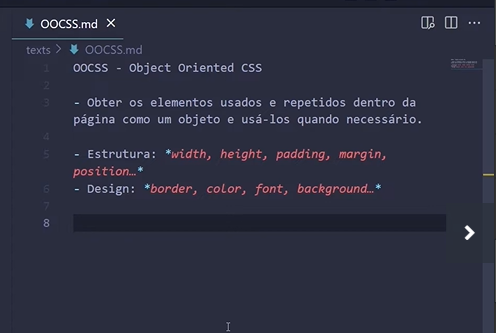 OOCSS.md
texts > OOCSS.md
1 OOCSS - Object Oriented CSS
2
3 - Obter os elementos usados e repetidos dentro da
página como um objeto e usá-los quando necessário.
4
5 - Estrutura: *width, height, padding, margin,
position…*
6 - Design: *border, color, font, background…*
7
8